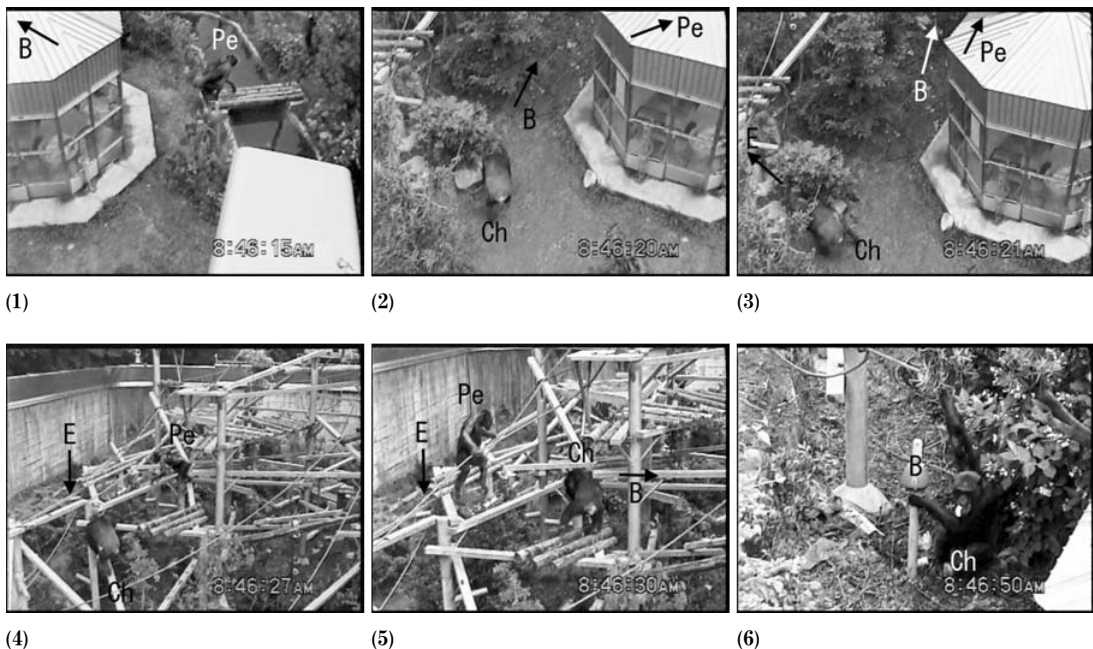 B
Pe
8:46:15AM
(1)
Pe
B
Ch
8:46:20AM
(2)
B
Pe
E
Ch
8:46:21AM
(3)
E
Pe
Ch
8:46:27AM
(4)
Pe
E
Ch
B
8:46:30AM
(5)
B
Ch
8:46:50AM
(6)